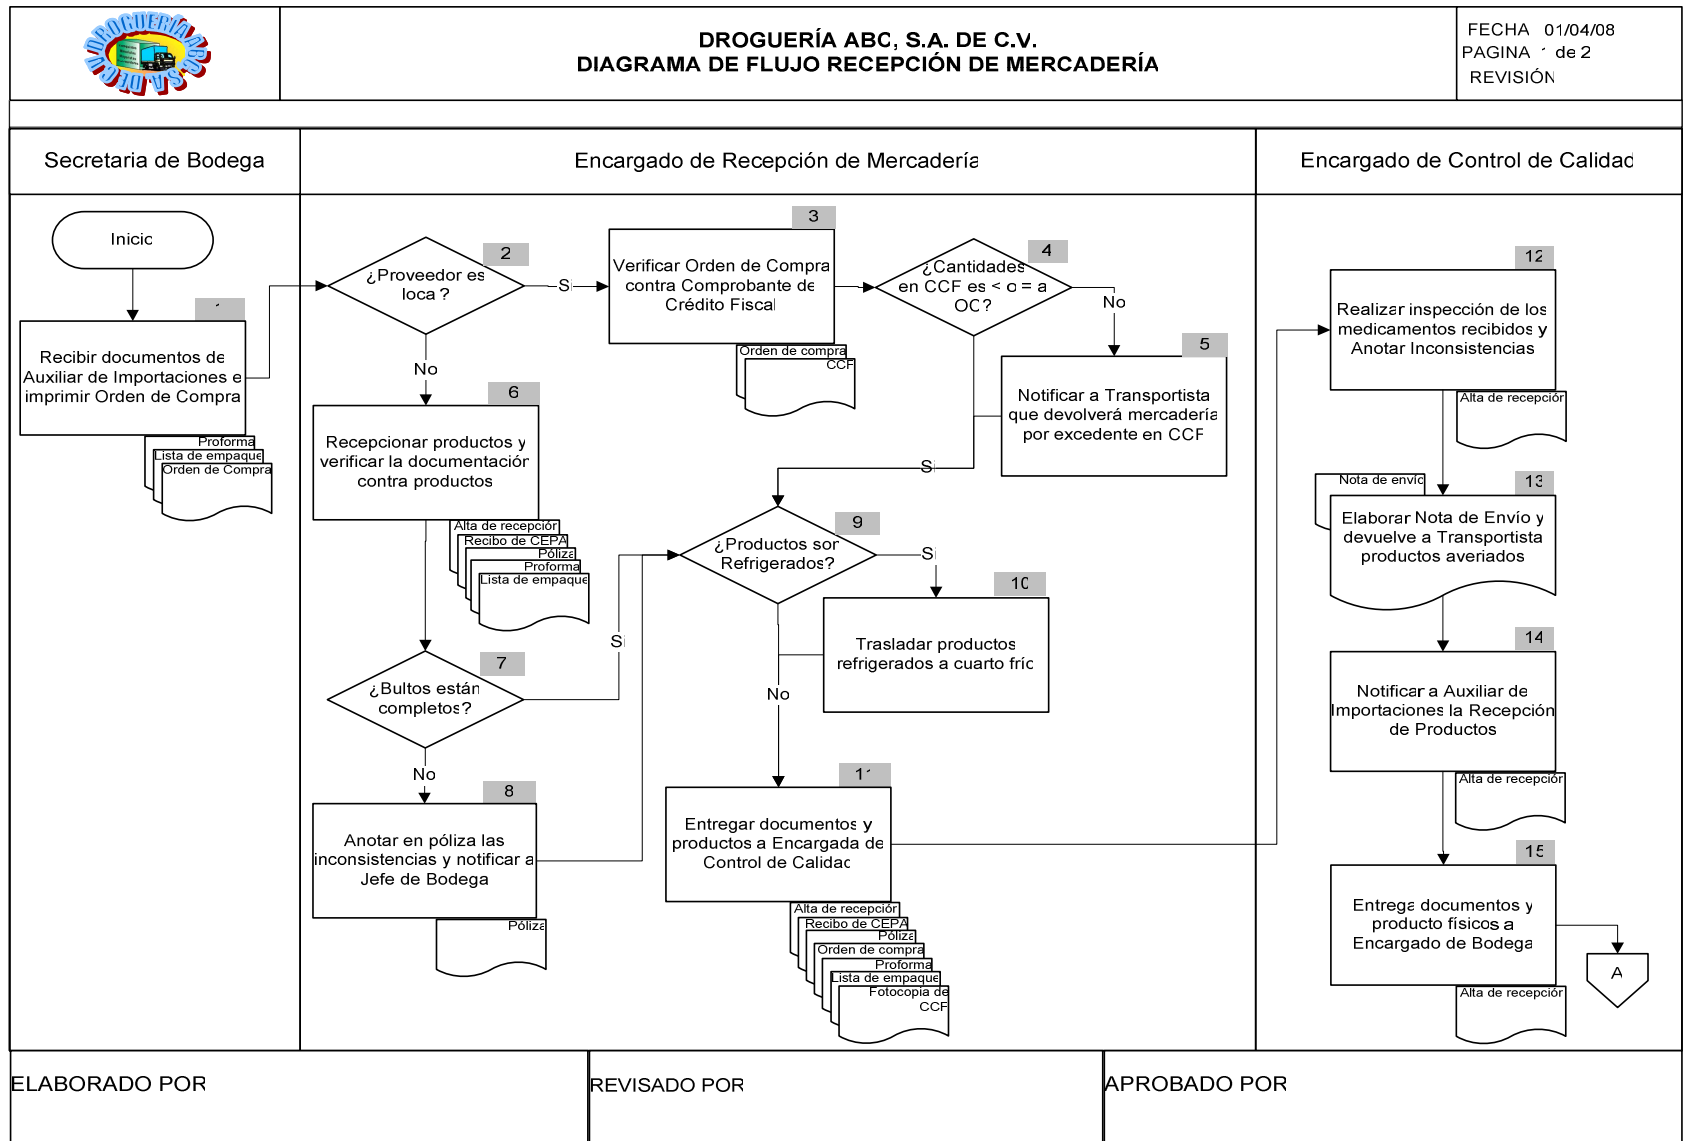 DROGUERÍA ABC S.A. DE C.V
DROGUERÍA ABC, S.A. DE C.V.
DIAGRAMA DE FLUJO RECEPCIÓN DE MERCADERÍA
FECHA 01/04/08
PAGINA 1 de 2
REVISIÓN
Secretaria de Bodega
Encargado de Recepción de Mercadería
Encargado de Control de Calidad
Inicio
1
Recibir documentos de
Auxiliar de Importaciones e
imprimir Orden de Compra
Proforma
Lista de empaque
Orden de Compra
2
¿Proveedor es
local?
Si
No
3
Verificar Orden de Compra
contra Comprobante de
Crédito Fiscal
Orden de compra
CCF
4
¿Cantidades
en CCF es < o = a
OC?
No
Si
5
Notificar a Transportista
que devolverá mercadería
por excedente en CCF
6
Recepcionar productos y
verificar la documentación
contra productos
Alta de recepción
Recibo de CEPA
Póliza
Proforma
Lista de empaque
7
¿Bultos están
completos?
Si
No
8
Anotar en póliza las
inconsistencias y notificar a
Jefe de Bodega
Póliza
9
¿Productos son
Refrigerados?
Si
No
10
Trasladar productos
refrigerados a cuarto frío
11
Entregar documentos y
productos a Encargada de
Control de Calidad
Alta de recepción
Recibo de CEPA
Póliza
Orden de compra
Proforma
Lista de empaque
Fotocopia de
CCF
12
Realizar inspección de los
medicamentos recibidos y
Anotar Inconsistencias
Alta de recepción
13
Nota de envío
Elaborar Nota de Envío y
devuelve a Transportista
productos averiados
14
Notificar a Auxiliar de
Importaciones la Recepción
de Productos
Alta de recepción
15
Entrega documentos y
producto físicos a
Encargado de Bodega
Alta de recepción
A
ELABORADO POR
REVISADO POR
APROBADO POR